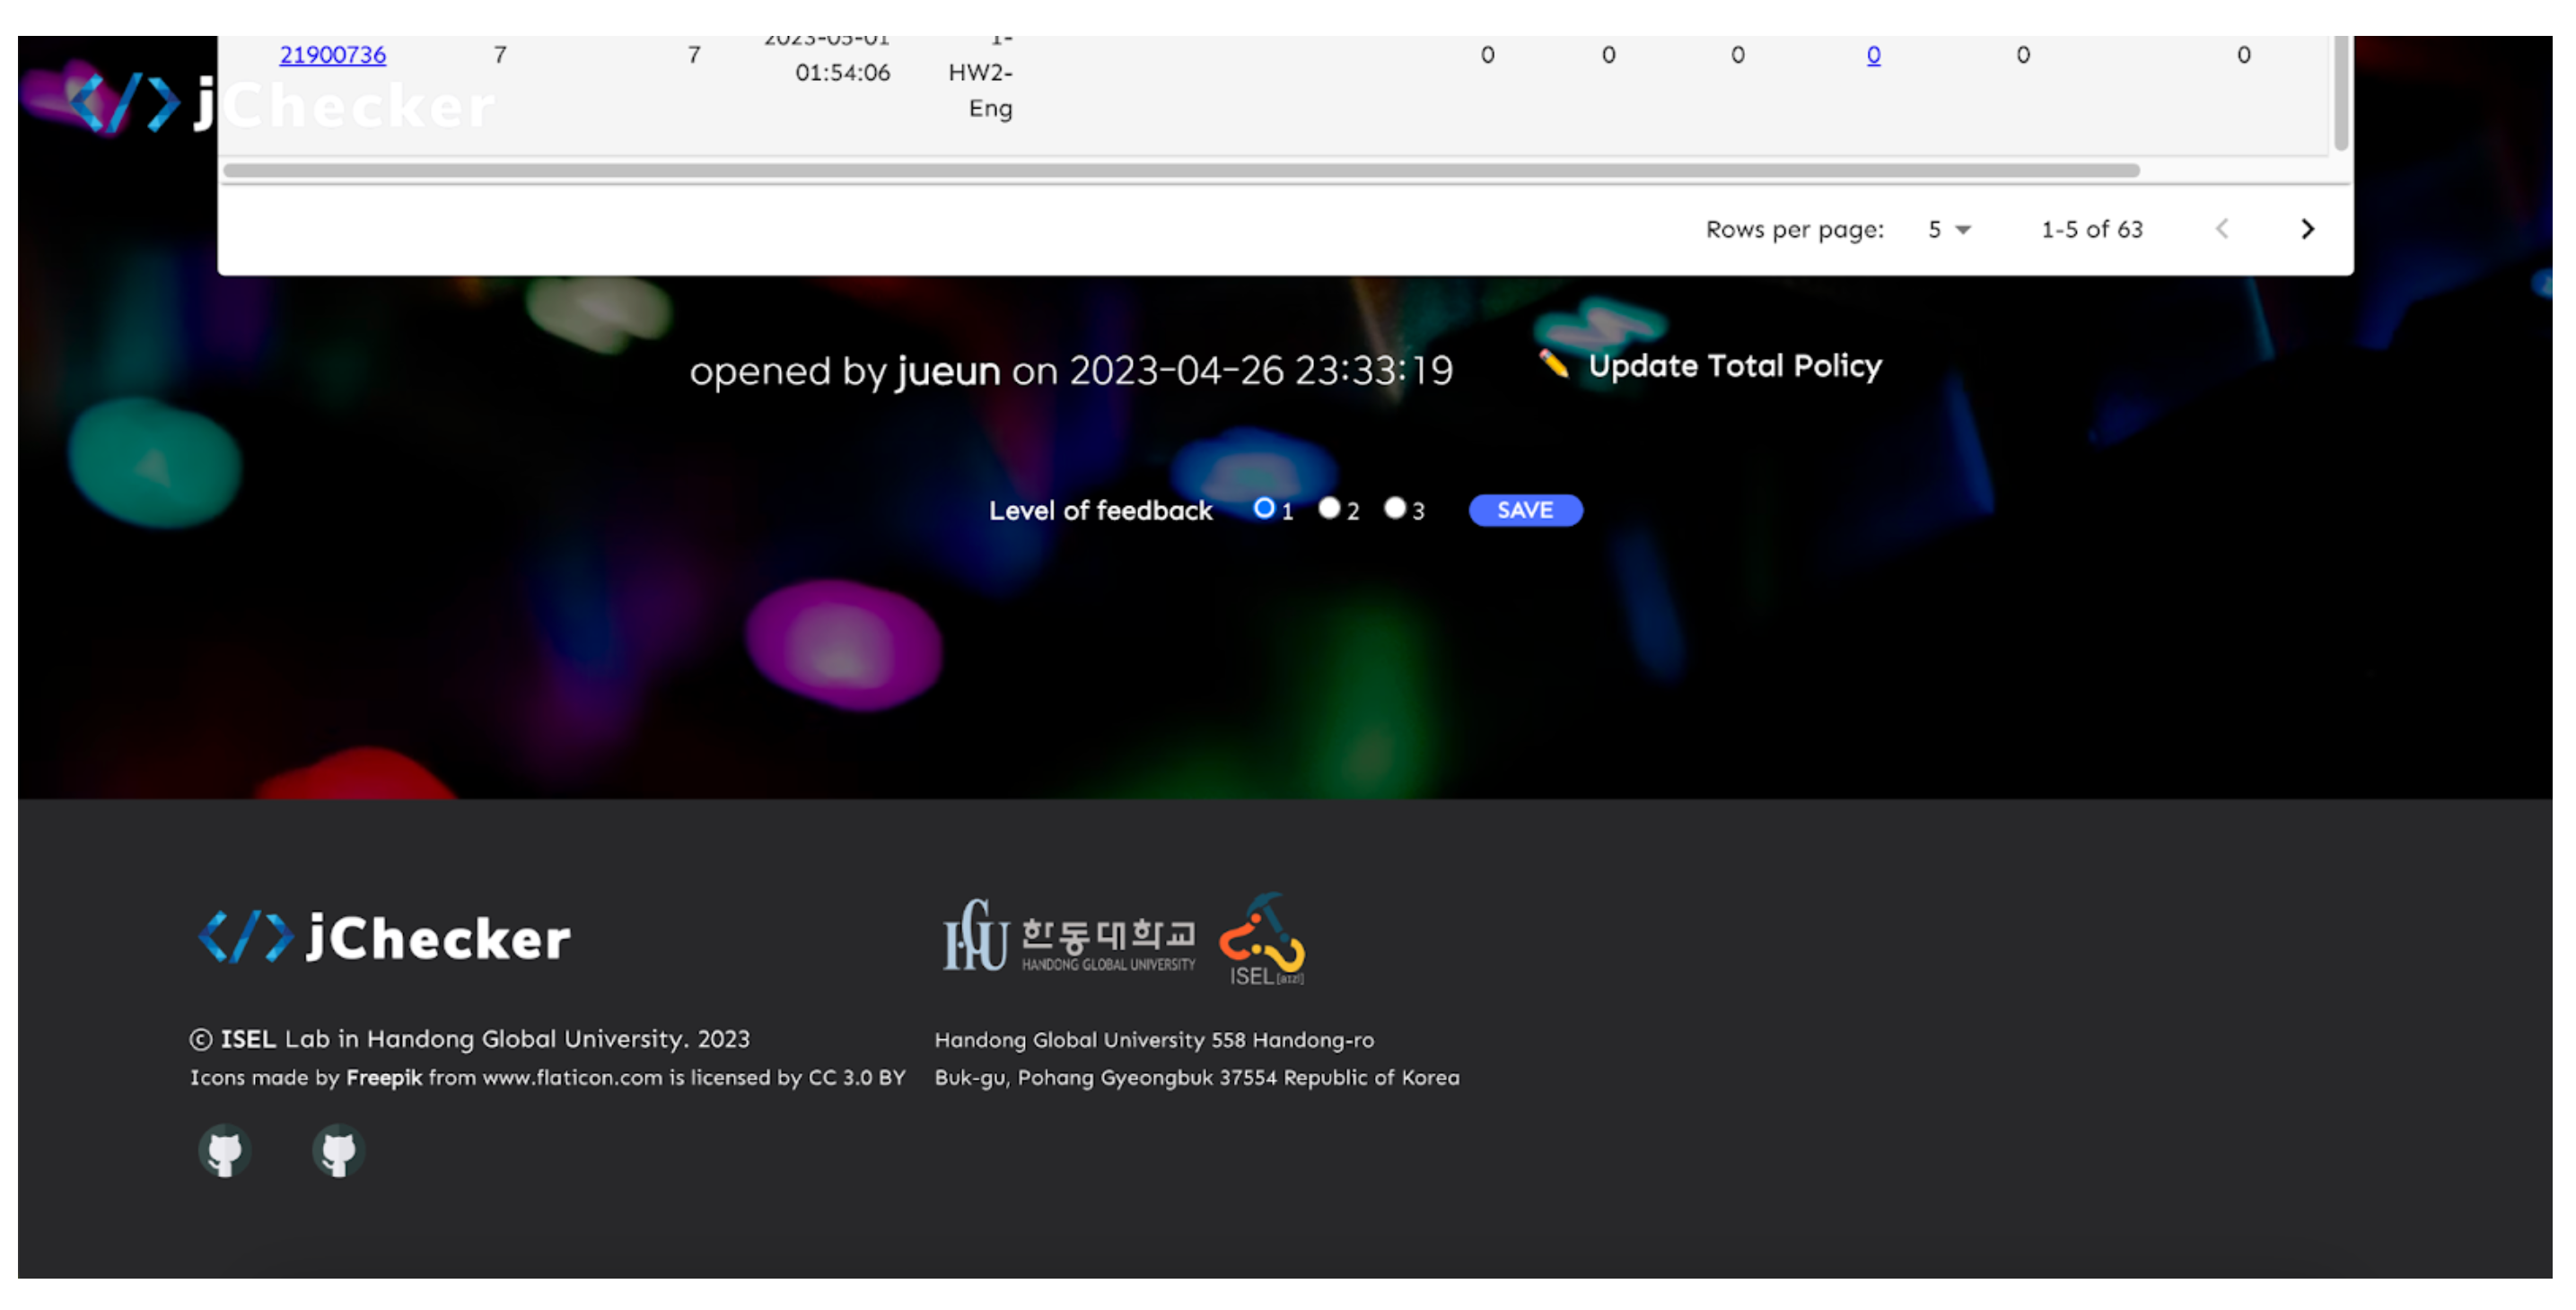 2023-05-01 1-
21900736 7 7 0 0 0 0 0 0
01:54:06 HW2-
jChecker
Eng
Rows per page: 5 1-5 of 63
opened by jueun on 2023-04-26 23:33:19 ✏️ Update Total Policy
Level of feedback 1 2 3 SAVE
</> jChecker
HGU 한동대학교
HANDONG GLOBAL UNIVERSITY
ISEL
© ISEL Lab in Handong Global University. 2023
Icons made by Freepik from www.flaticon.com is licensed by CC 3.0 BY
Handong Global University 558 Handong-ro
Buk-gu, Pohang Gyeongbuk 37554 Republic of Korea